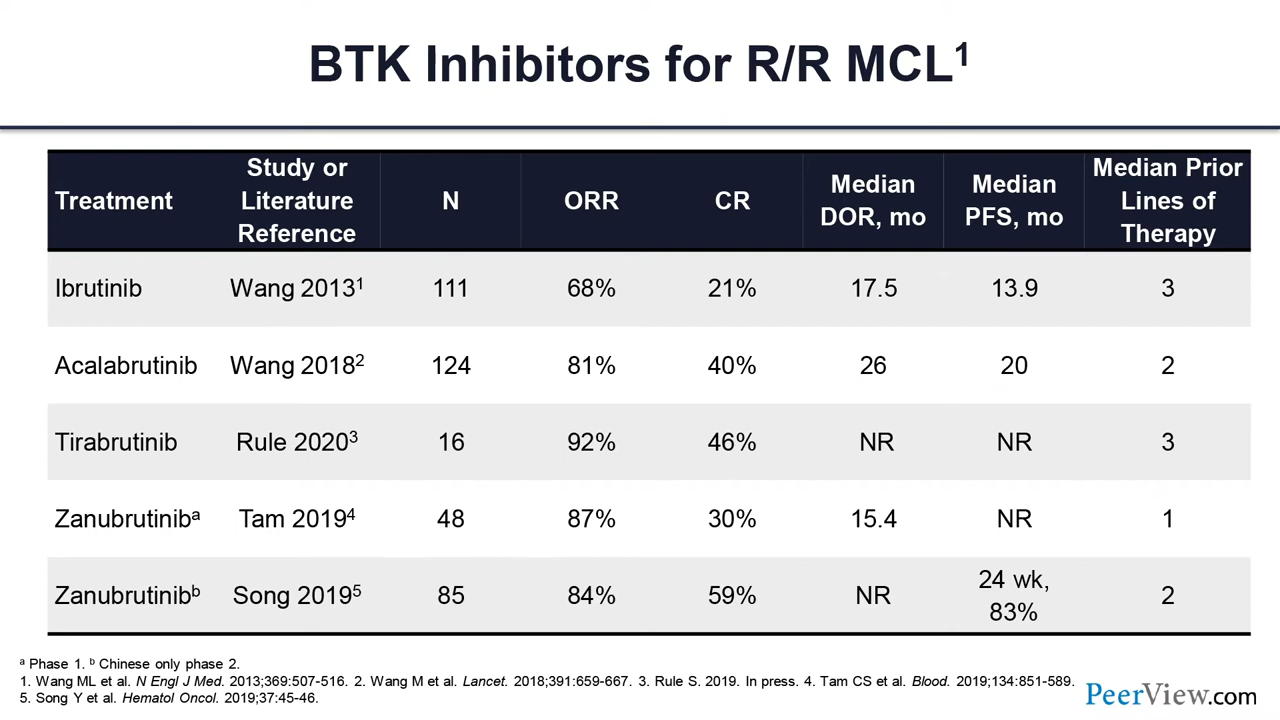 BTK Inhibitors for R/R MCL¹
Treatment Study or Literature Reference N ORR CR Median DOR, mo Median PFS, mo Median Prior Lines of Therapy
Ibrutinib Wang 2013¹ 111 68% 21% 17.5 13.9 3
Acalabrutinib Wang 2018² 124 81% 40% 26 20 2
Tirabrutinib Rule 2020³ 16 92% 46% NR NR 3
Zanubrutinibᵃ Tam 2019⁴ 48 87% 30% 15.4 NR 1
Zanubrutinibᵇ Song 2019⁵ 85 84% 59% NR 24 wk, 83% 2
ᵃ Phase 1. ᵇ Chinese only phase 2.
1. Wang ML et al. N Engl J Med. 2013;369:507-516. 2. Wang M et al. Lancet. 2018;391:659-667. 3. Rule S. 2019. In press. 4. Tam CS et al. Blood. 2019;134:851-589.
5. Song Y et al. Hematol Oncol. 2019;37:45-46.
PeerView.com